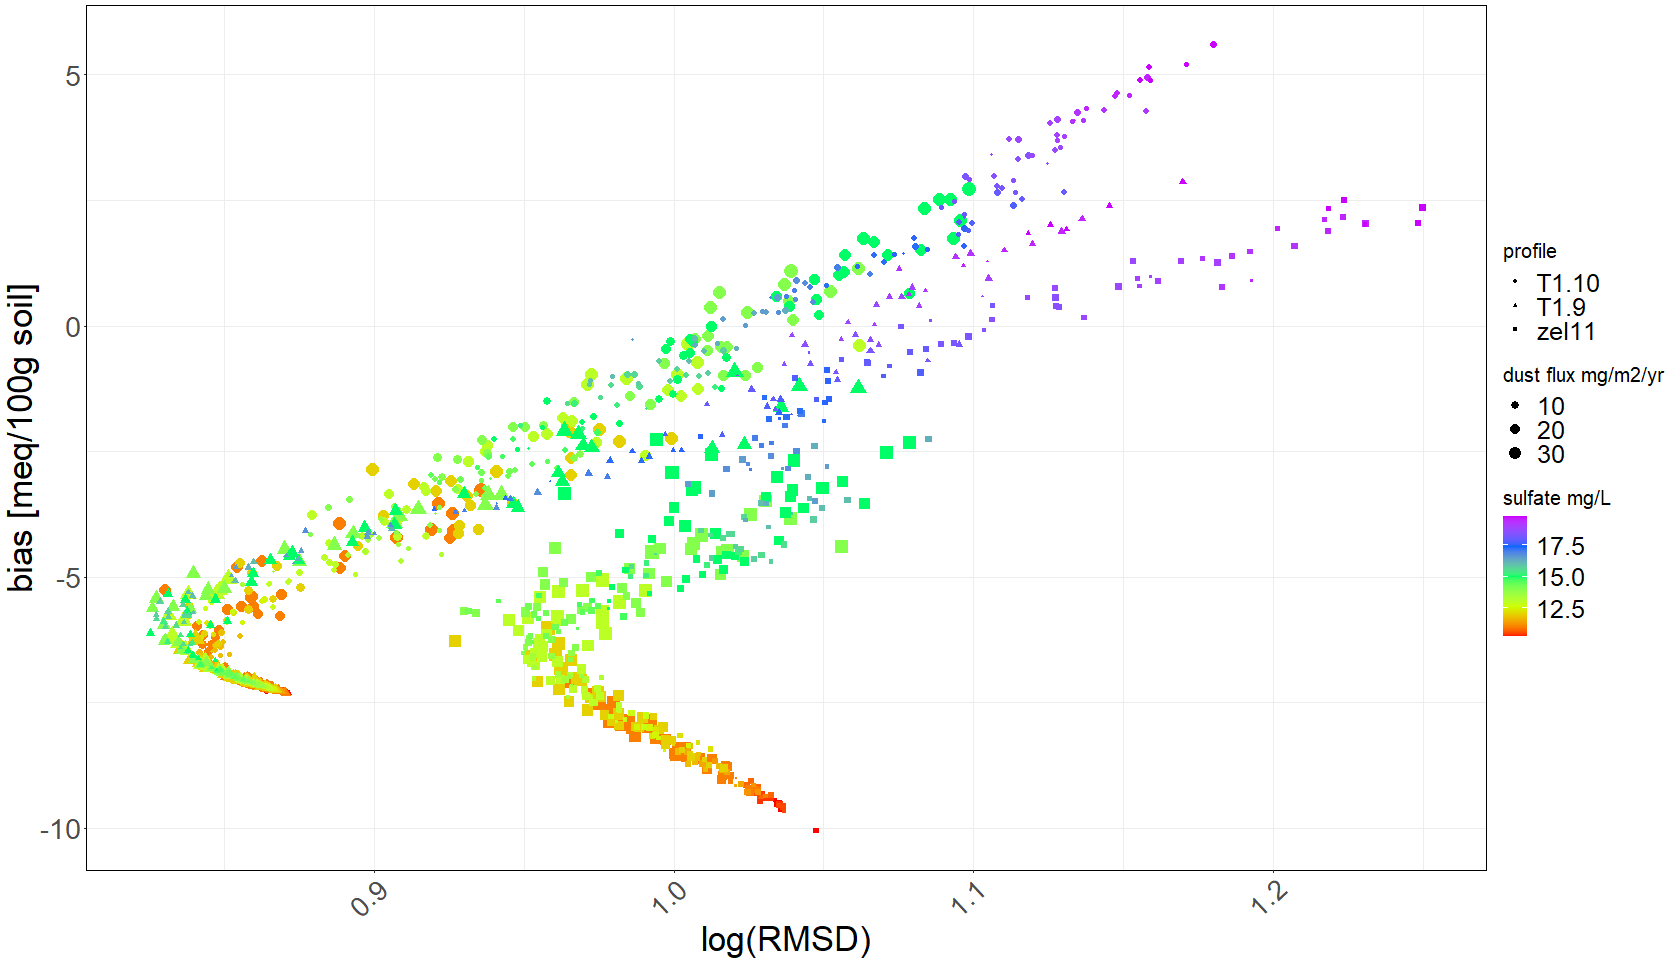 bias [meq/100g soil]
5
0
-5
-10
0.9
1.0
1.1
1.2
log(RMSD)
profile
T1.10
T1.9
zel11
dust flux mg/m2/yr
10
20
30
sulfate mg/L
17.5
15.0
12.5